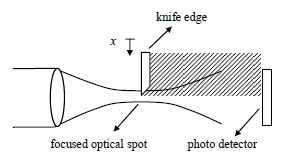 knife edge
x
focused optical spot
photo detector